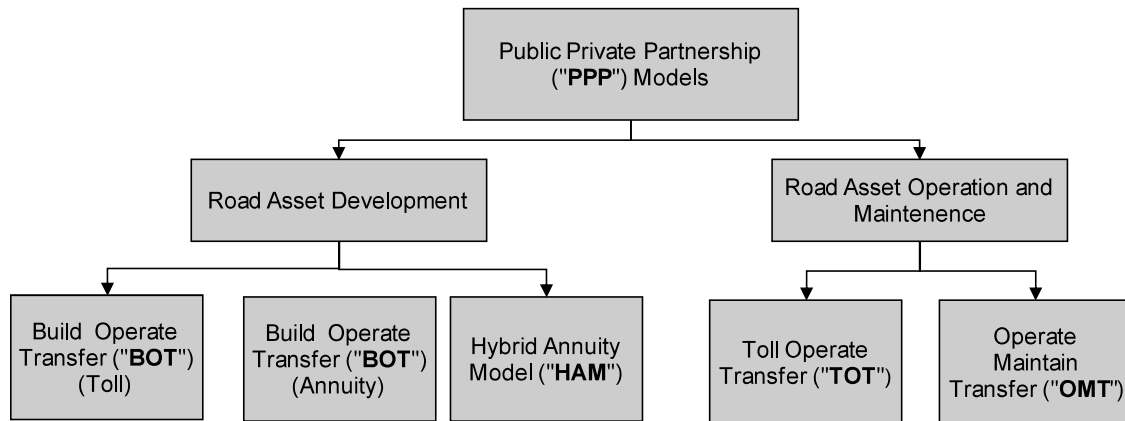 Public Private Partnership
("PPP") Models
Road Asset Development
Road Asset Operation and
Maintenence
Build Operate
Transfer ("BOT")
(Toll)
Build Operate
Transfer ("BOT")
(Annuity)
Hybrid Annuity
Model ("HAM")
Toll Operate
Transfer ("TOT")
Operate
Maintain
Transfer ("OMT")